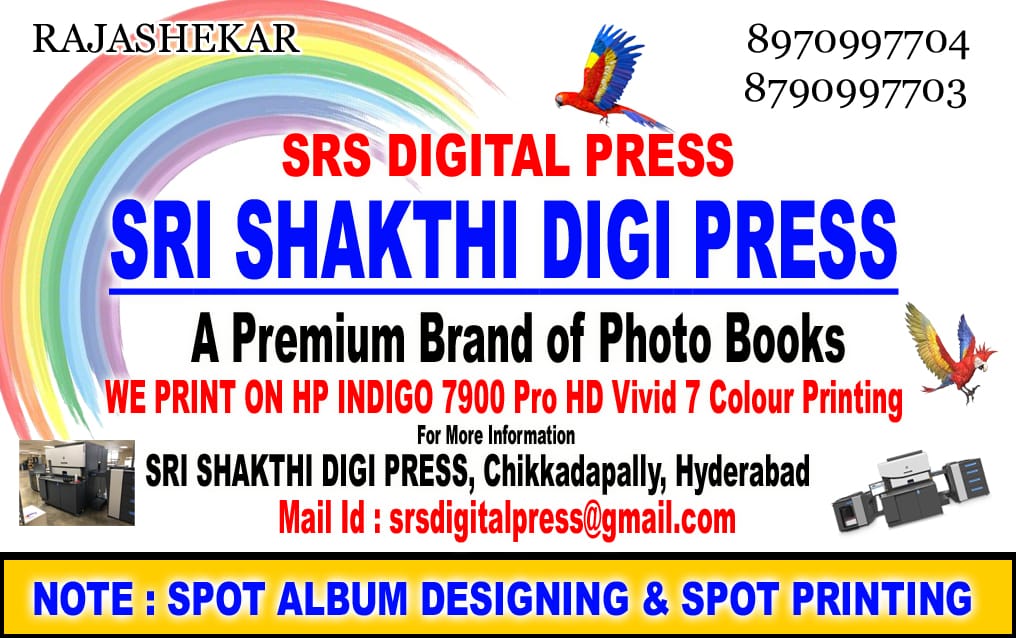 RAJASHEKAR
8970997704
8790997703
SRS DIGITAL PRESS
SRI SHAKTHI DIGI PRESS
A Premium Brand of Photo Books
WE PRINT ON HP INDIGO 7900 Pro HD Vivid 7 Colour Printing
For More Information
SRI SHAKTHI DIGI PRESS, Chikkadapally, Hyderabad
Mail Id : srsdigitalpress@gmail.com
NOTE : SPOT ALBUM DESIGNING & SPOT PRINTING